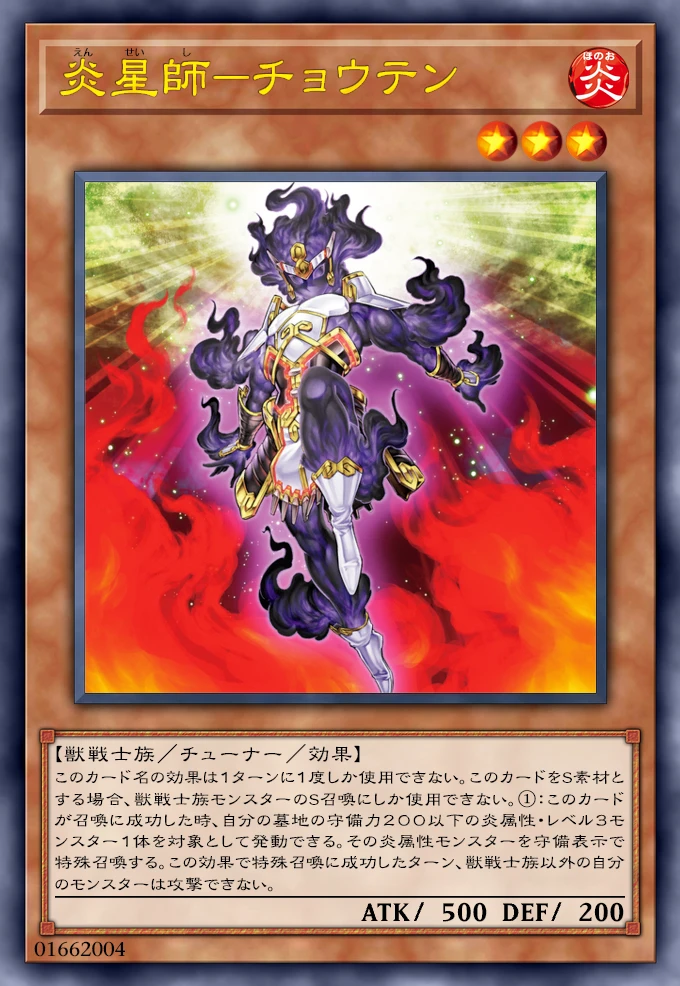 えん せい し
炎星師－チョウテン
ほのお
炎
【獣戦士族／チューナー／効果】
このカード名の効果は1ターンに1度しか使用できない。このカードをS素材と
する場合、獣戦士族モンスターのS召喚にしか使用できない。①:このカード
が召喚に成功した時、自分の墓地の守備力200以下の炎属性・レベル3モ
ンスター1体を対象として発動できる。その炎属性モンスターを守備表示で
特殊召喚する。この効果で特殊召喚に成功したターン、獣戦士族以外の自分
のモンスターは攻撃できない。
ATK/ 500 DEF/ 200
01662004